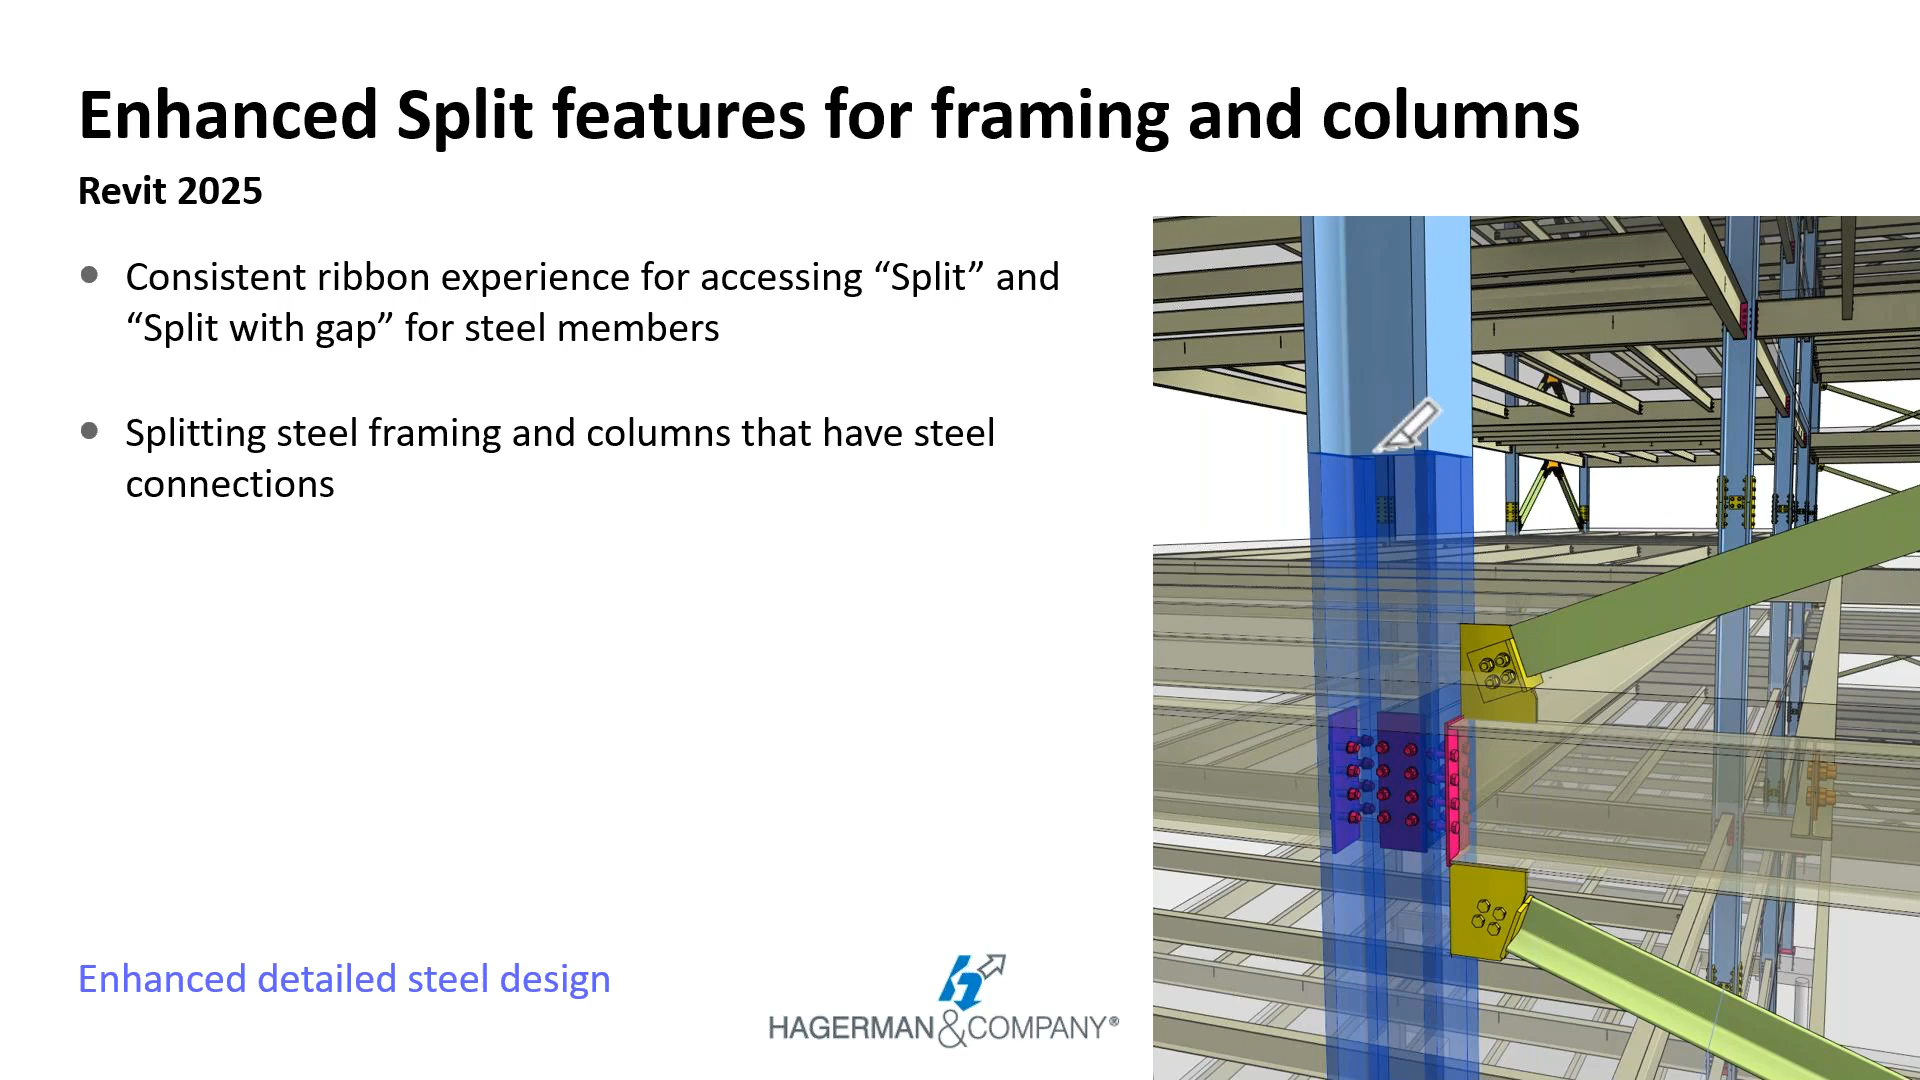 Enhanced Split features for framing and columns
Revit 2025
Consistent ribbon experience for accessing “Split” and
“Split with gap” for steel members
Splitting steel framing and columns that have steel
connections
Enhanced detailed steel design
HAGERMAN&COMPANY®